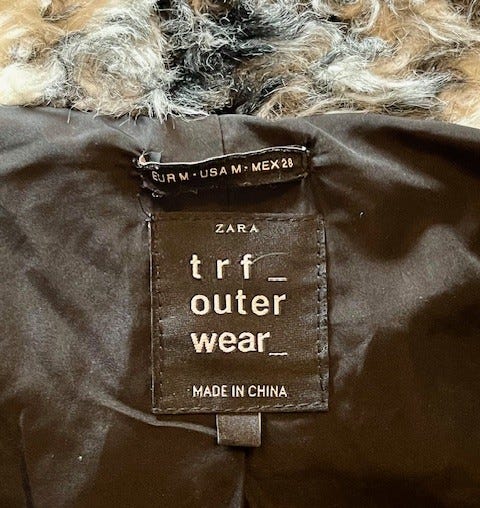 EUR M · USA M · MEX 28
ZARA
trf_
outer
wear_
MADE IN CHINA